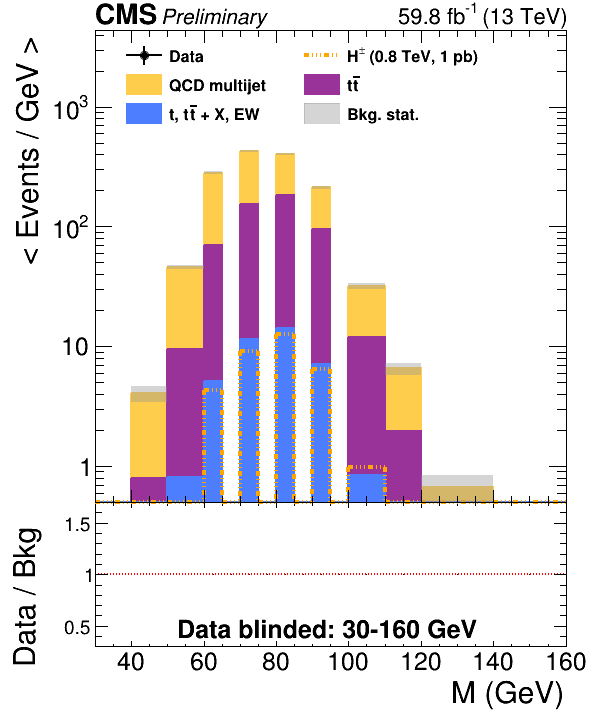 CMS Preliminary 59.8 fb⁻¹ (13 TeV)
< Events / GeV >
Data
H± (0.8 TeV, 1 pb)
QCD multijet
tt̄
t, tt̄ + X, EW
Bkg. stat.
10³
10²
10
1
Data / Bkg
1.5
1
0.5
Data blinded: 30-160 GeV
40 60 80 100 120 140 160
M (GeV)